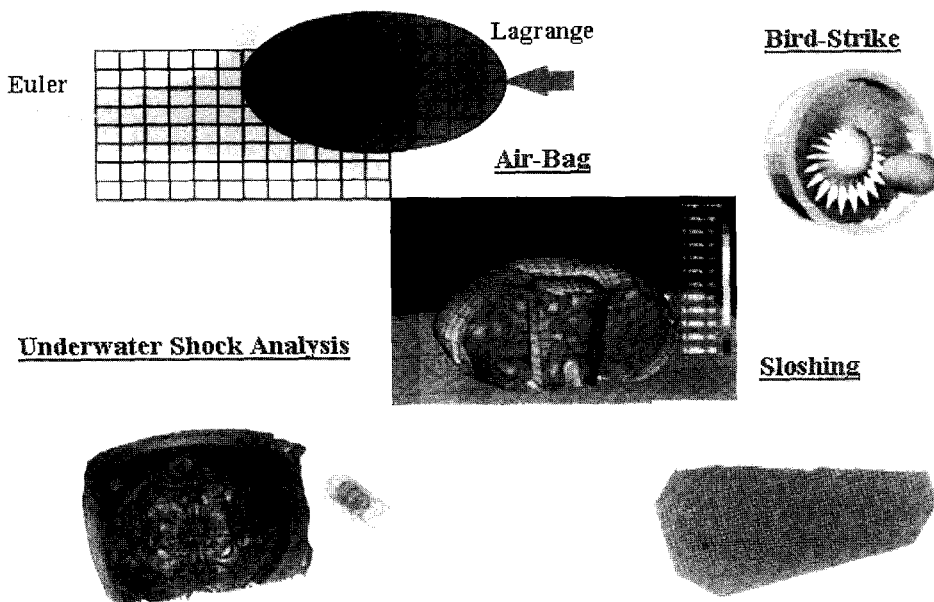 Lagrange
Bird-Strike
Euler
Air-Bag
Underwater Shock Analysis
Sloshing